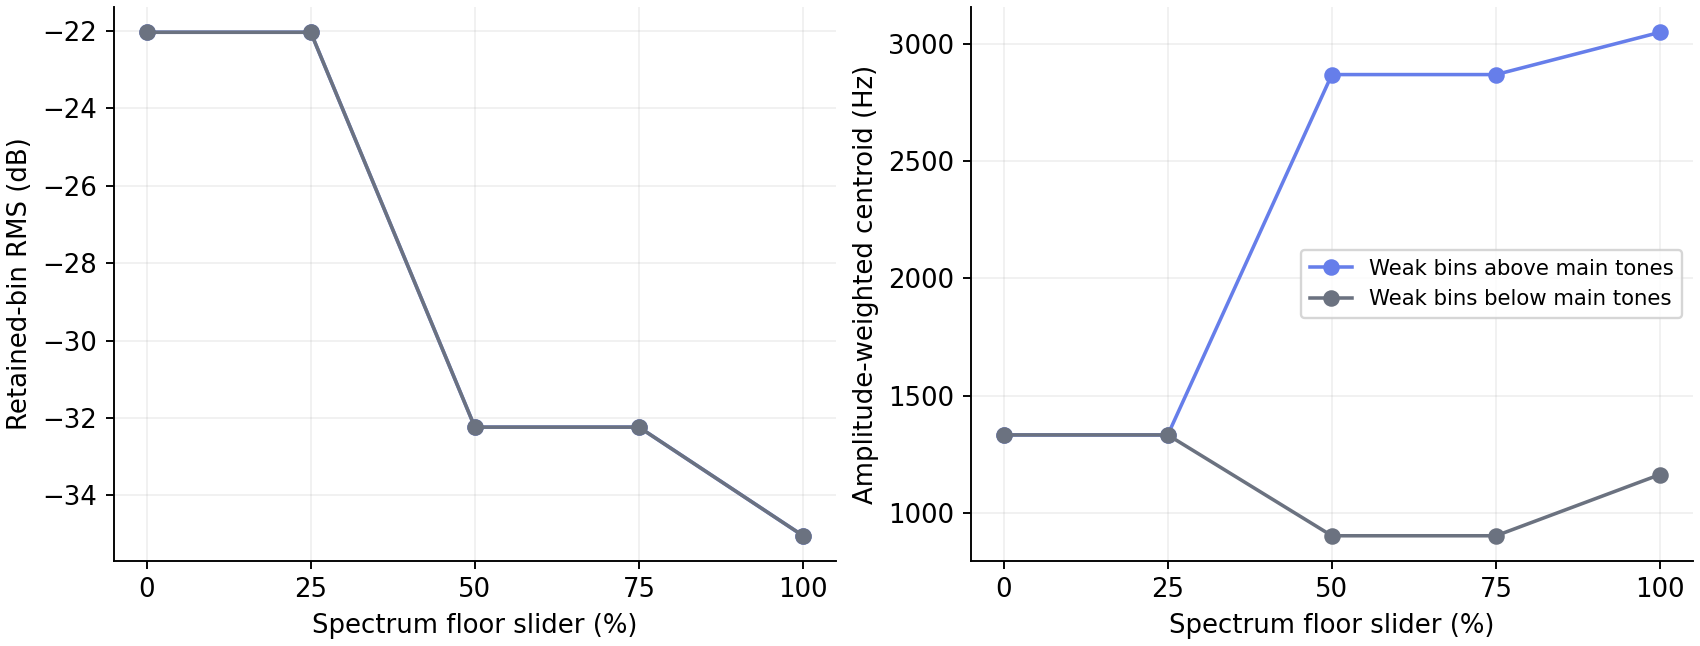 −22
−24
−26
−28
−30
−32
−34
Retained-bin RMS (dB)
0 25 50 75 100
Spectrum floor slider (%)
3000
2500
2000
1500
1000
Amplitude-weighted centroid (Hz)
Weak bins above main tones
Weak bins below main tones
0 25 50 75 100
Spectrum floor slider (%)